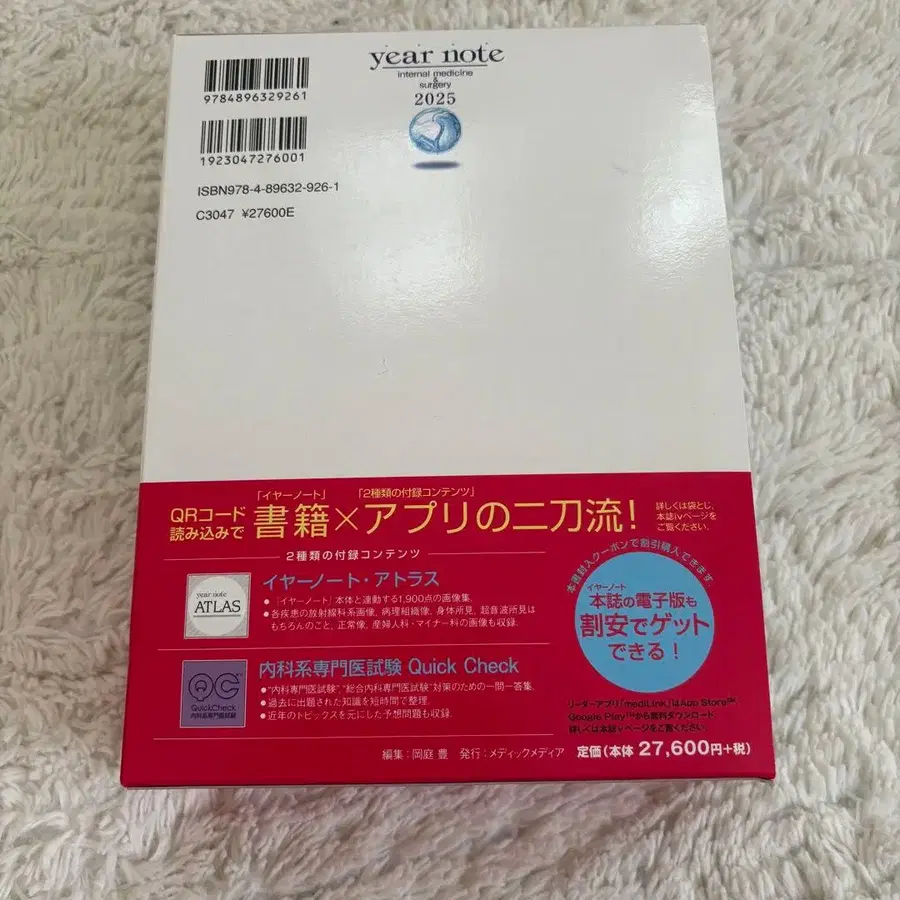 year note
internal medicine
&
surgery
2025
9784896329261
1923047276001
ISBN978-4-89632-926-1
C3047 ¥27600E
QRコード
読み込みで
「イヤーノート」
書籍×アプリの二刀流!
「2種類の付録コンテンツ」
詳しくは袋とじ,
本誌ivページを
ご覧ください.
2種類の付録コンテンツ
year note
ATLAS
イヤーノート・アトラス
●「イヤーノート」本体と連動する1,900点の画像集.
●各疾患の放射線科系画像, 病理組織像, 身体所見, 超音波所見は
もちろんのこと, 正常像, 産婦人科・マイナー科の画像も収録.
QC
QuickCheck
内科系専門医試験
内科系専門医試験 Quick Check
●"内科専門医試験", "総合内科専門医試験"対策のための一問一答集.
●過去に出題された知識を短時間で整理.
●近年のトピックスを元にした予想問題も収録.
本書封入クーポンで割引購入できます
イヤーノート
本誌の電子版も
割安でゲット
できる!
リーダーアプリ「mediLink」はApp Store℠,
Google Play™から無料ダウンロード.
詳しくは本誌vページをご覧ください.
編集:岡庭 豊 発行:メディックメディア 定価(本体 27,600円+税)